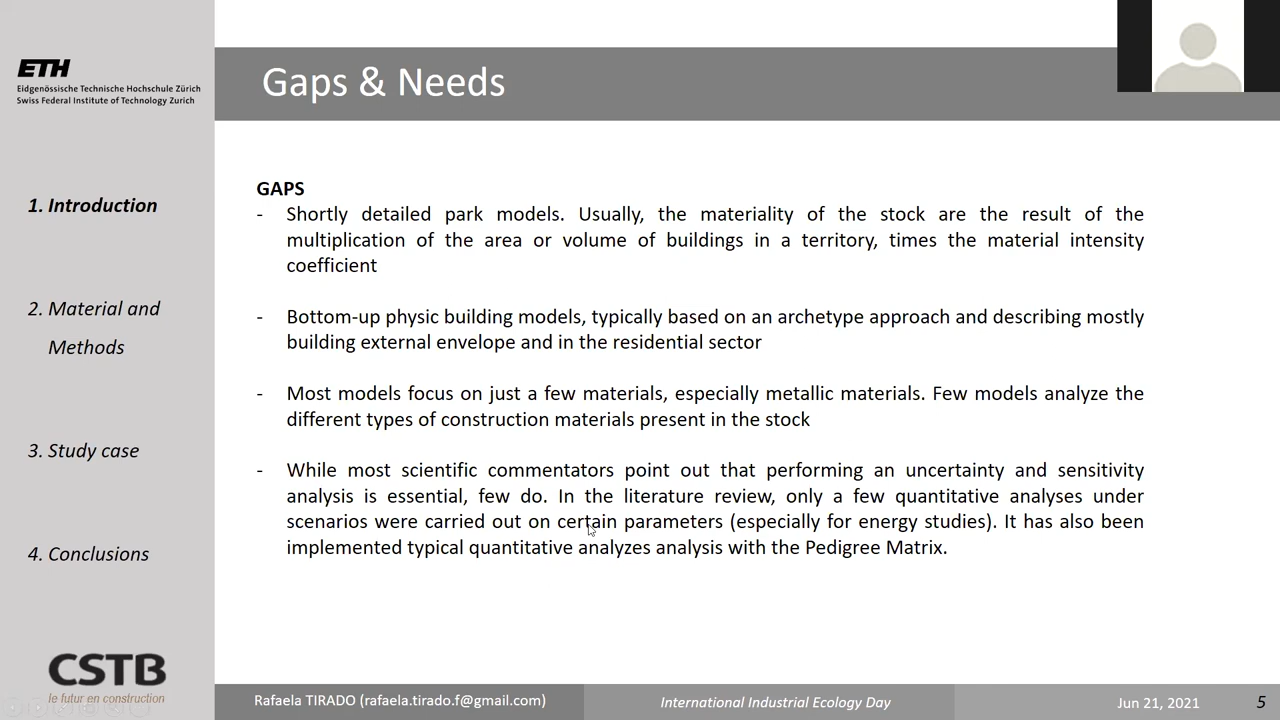 ETH
Eidgenössische Technische Hochschule Zürich
Swiss Federal Institute of Technology Zurich
Gaps & Needs
1. Introduction
2. Material and
Methods
3. Study case
4. Conclusions
GAPS
- Shortly detailed park models. Usually, the materiality of the stock are the result of the
multiplication of the area or volume of buildings in a territory, times the material intensity
coefficient
- Bottom-up physic building models, typically based on an archetype approach and describing mostly
building external envelope and in the residential sector
- Most models focus on just a few materials, especially metallic materials. Few models analyze the
different types of construction materials present in the stock
- While most scientific commentators point out that performing an uncertainty and sensitivity
analysis is essential, few do. In the literature review, only a few quantitative analyses under
scenarios were carried out on certain parameters (especially for energy studies). It has also been
implemented typical quantitative analyzes analysis with the Pedigree Matrix.
CSTB
le futur en construction
Rafaela TIRADO (rafaela.tirado.f@gmail.com)
International Industrial Ecology Day
Jun 21, 2021
5